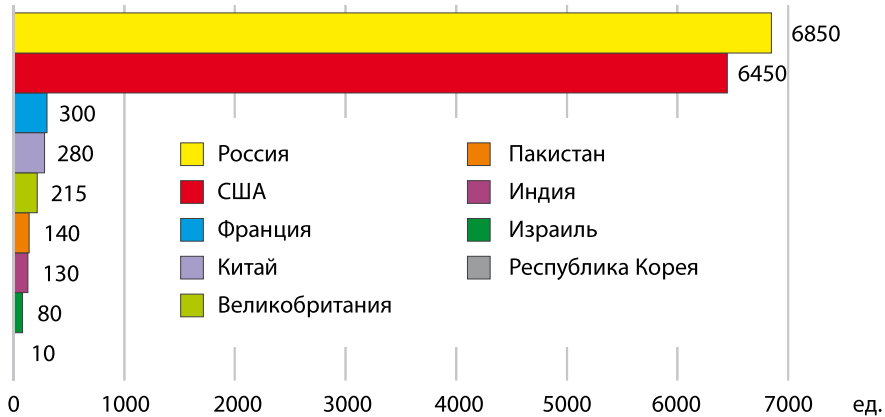 6850
6450
300
280
215
140
130
80
10
Россия
США
Франция
Китай
Великобритания
Пакистан
Индия
Израиль
Республика Корея
0 1000 2000 3000 4000 5000 6000 7000 ед.